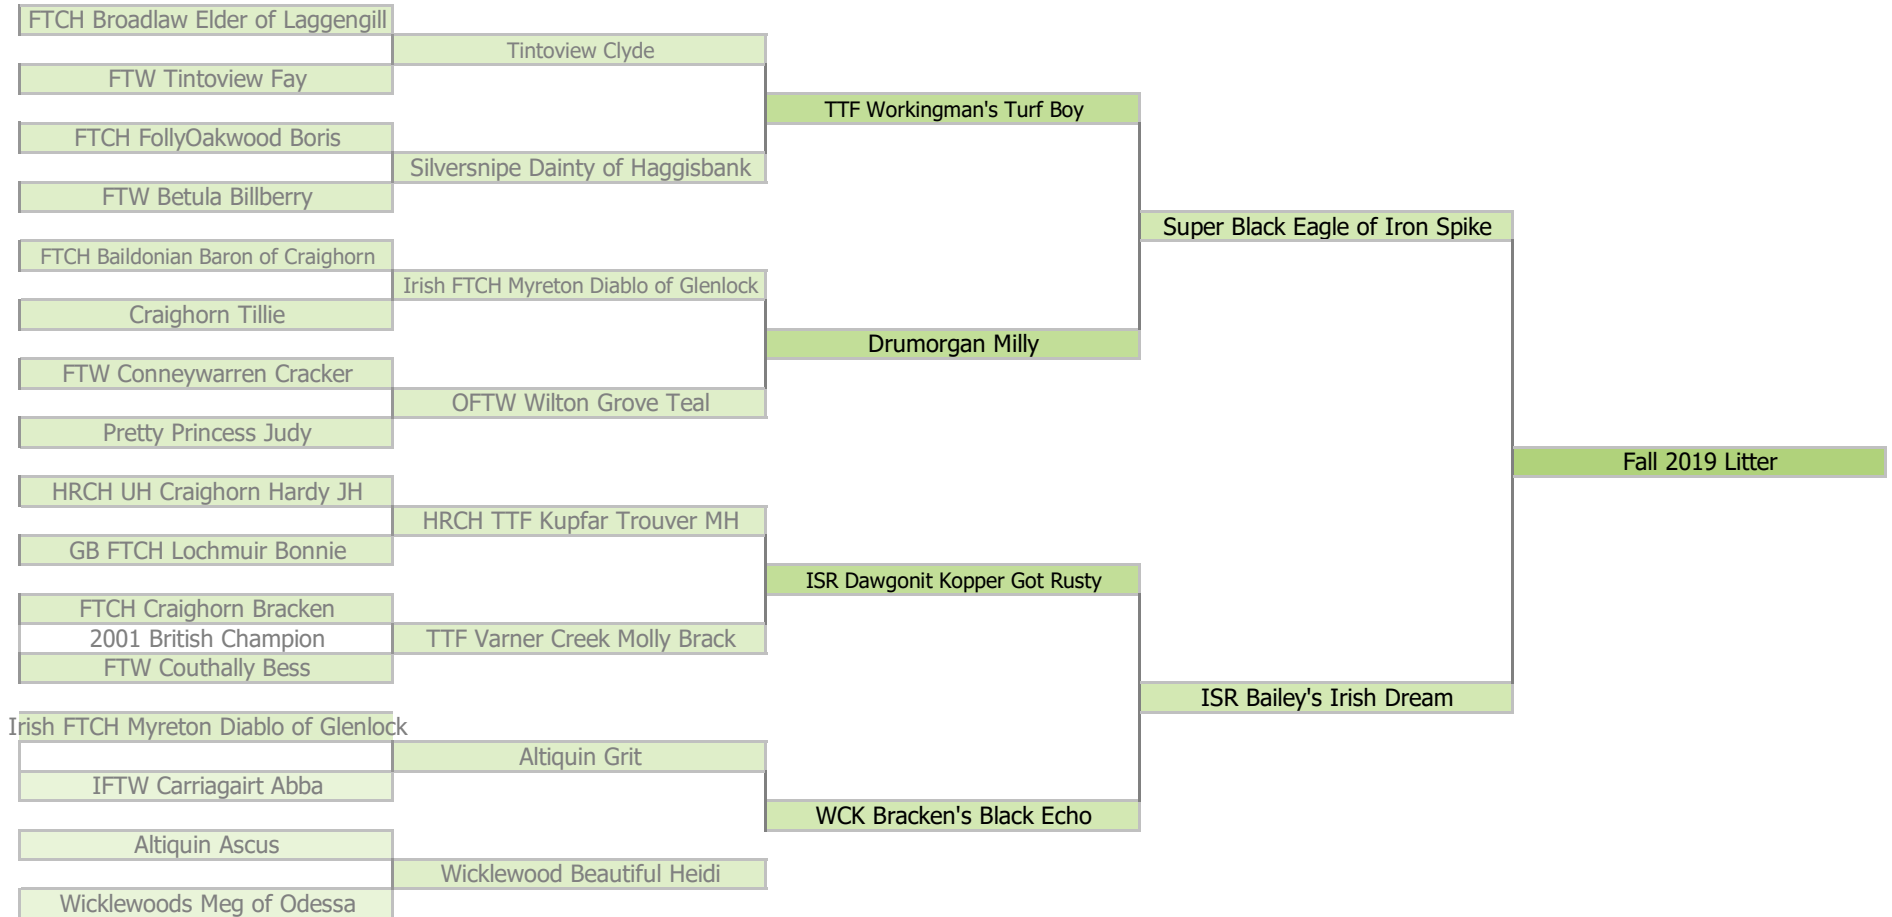 FTCH Broadlaw Elder of Laggengill
Tintoview Clyde
FTW Tintoview Fay
TTF Workingman's Turf Boy
FTCH FollyOakwood Boris
Silversnipe Dainty of Haggisbank
FTW Betula Billberry
Super Black Eagle of Iron Spike
FTCH Baildonian Baron of Craighorn
Irish FTCH Myreton Diablo of Glenlock
Craighorn Tillie
Drumorgan Milly
FTW Conneywarren Cracker
OFTW Wilton Grove Teal
Pretty Princess Judy
Fall 2019 Litter
HRCH UH Craighorn Hardy JH
HRCH TTF Kupfar Trouver MH
GB FTCH Lochmuir Bonnie
ISR Dawgonit Kopper Got Rusty
FTCH Craighorn Bracken
2001 British Champion
TTF Varner Creek Molly Brack
FTW Couthally Bess
ISR Bailey's Irish Dream
Irish FTCH Myreton Diablo of Glenlock
Altiquin Grit
IFTW Carriagairt Abba
WCK Bracken's Black Echo
Altiquin Ascus
Wicklewood Beautiful Heidi
Wicklewoods Meg of Odessa